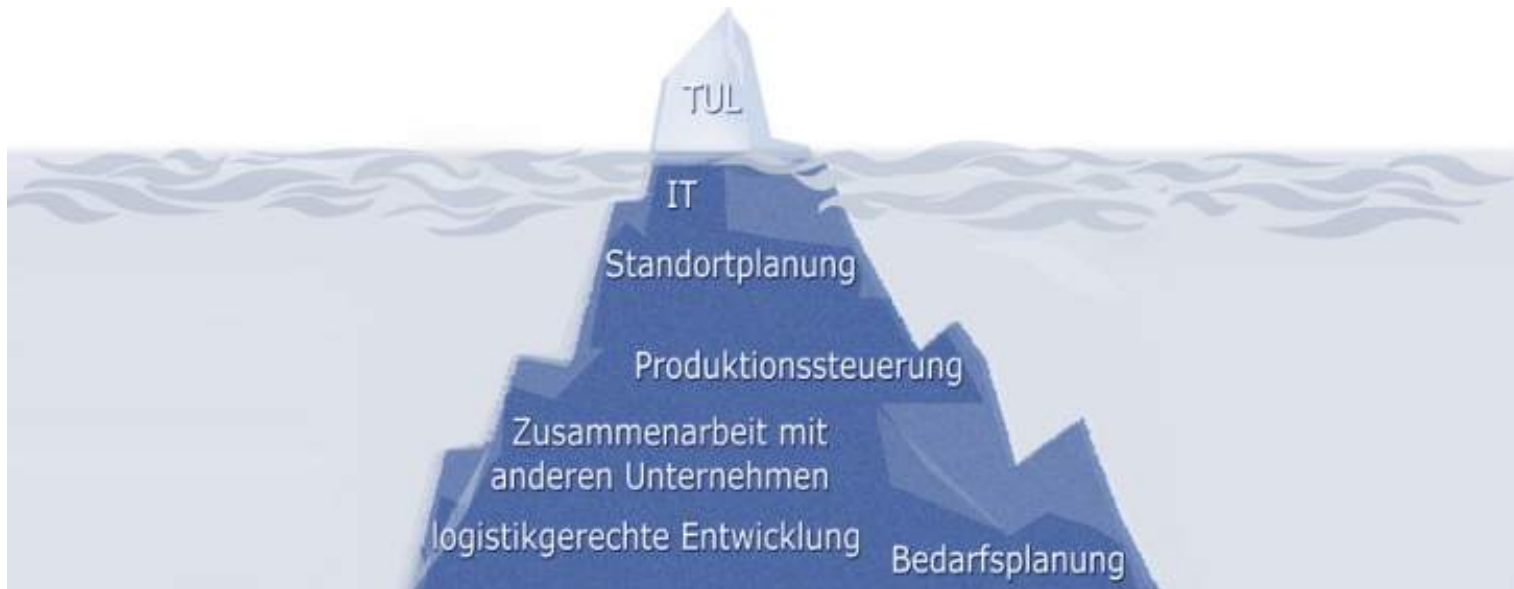 TUL
IT
Standortplanung
Produktionssteuerung
Zusammenarbeit mit
anderen Unternehmen
logistikgerechte Entwicklung
Bedarfsplanung